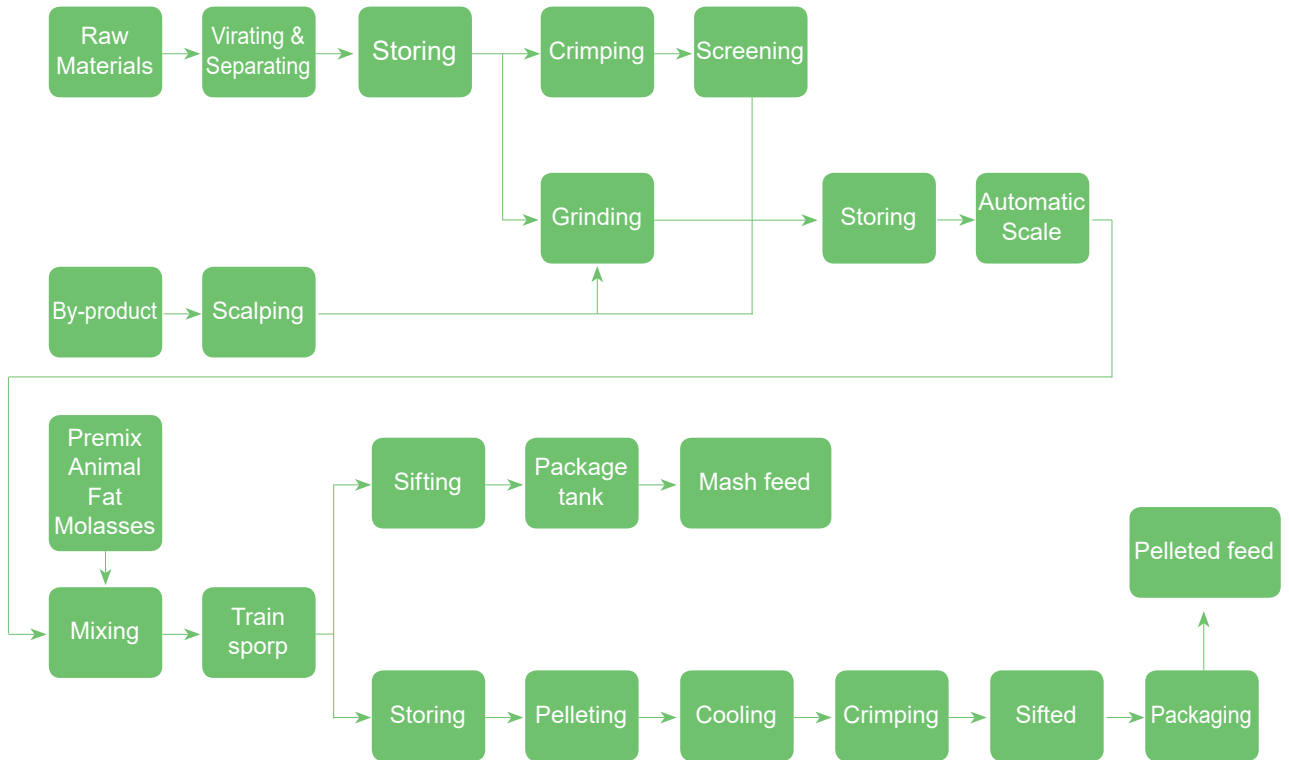 Raw
Materials
Virating &
Separating
Storing
Crimping
Screening
Grinding
Storing
Automatic
Scale
By-product
Scalping
Premix
Animal
Fat
Molasses
Sifting
Package
tank
Mash feed
Pelleted feed
Mixing
Train
sporp
Storing
Pelleting
Cooling
Crimping
Sifted
Packaging